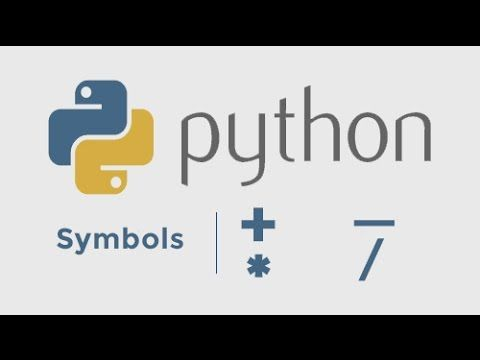 python
Symbols
+ −
* /